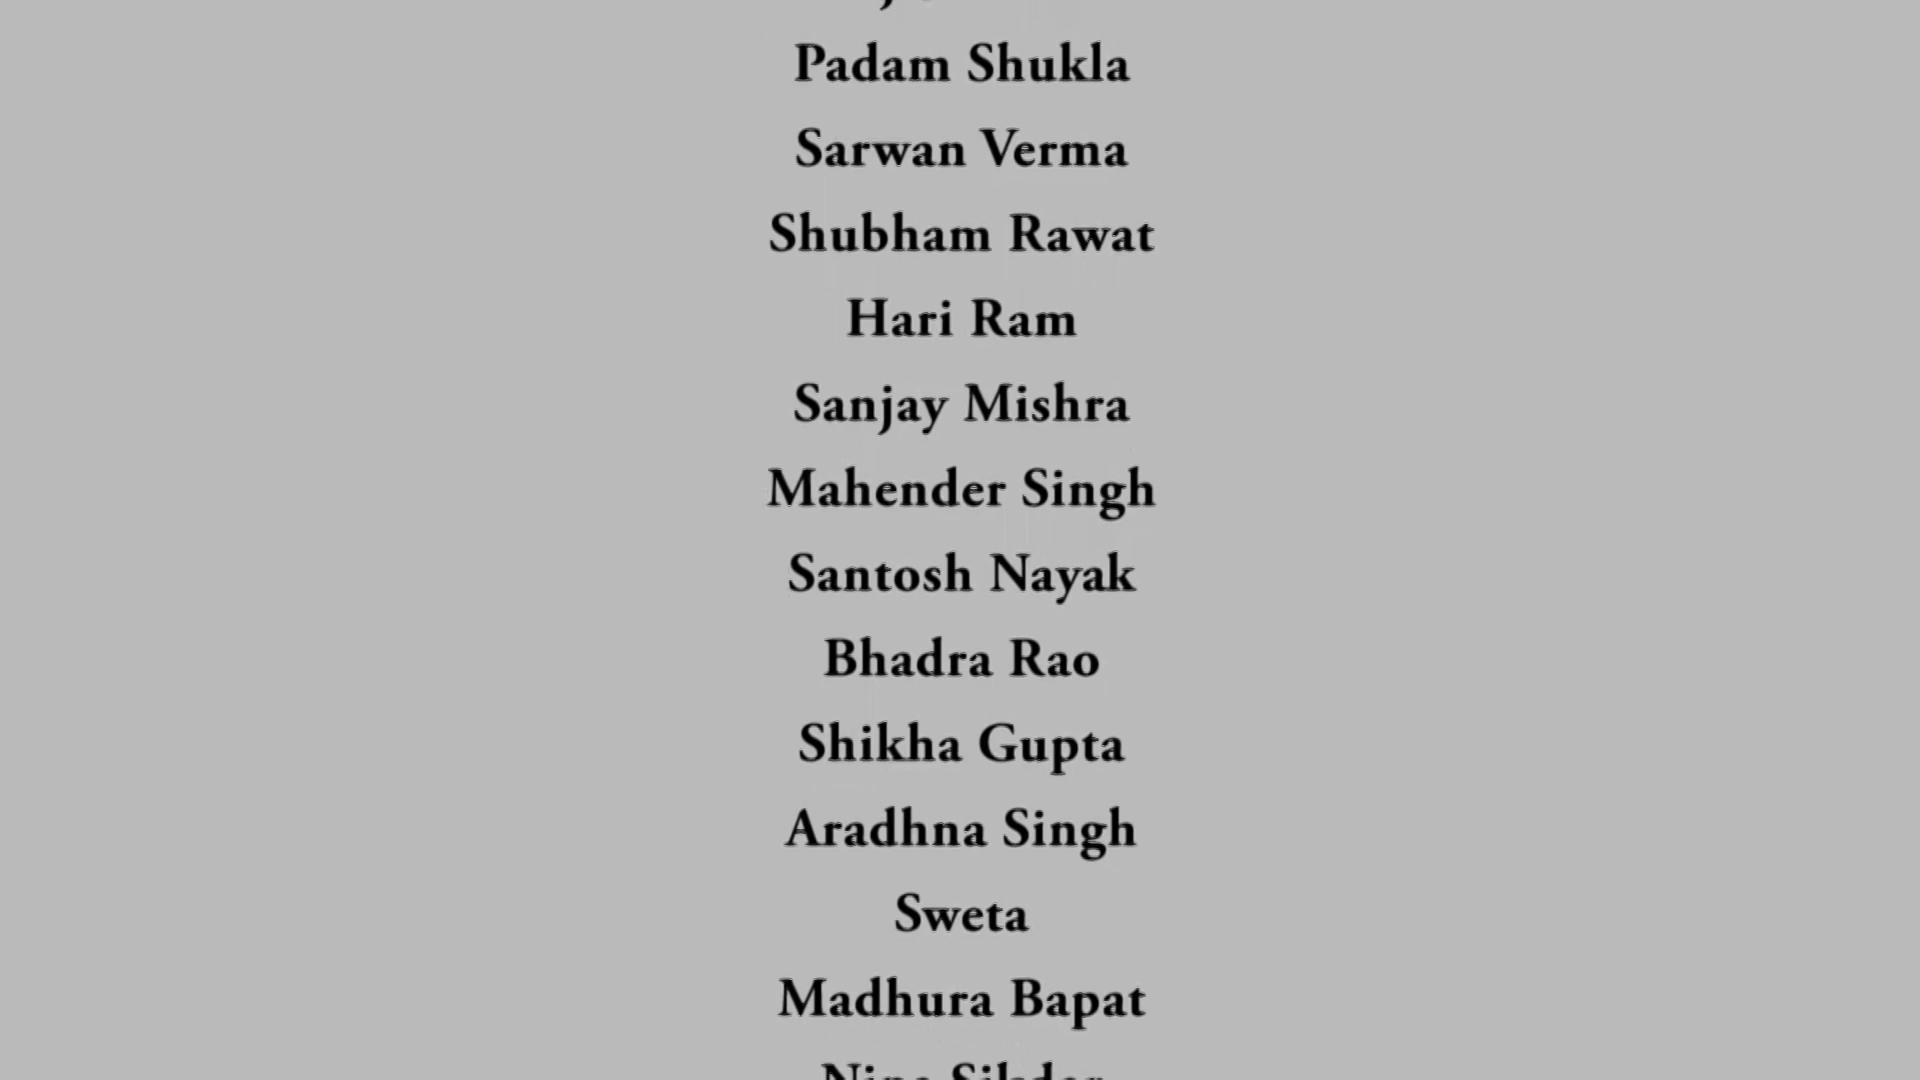 Padam Shukla
Sarwan Verma
Shubham Rawat
Hari Ram
Sanjay Mishra
Mahender Singh
Santosh Nayak
Bhadra Rao
Shikha Gupta
Aradhna Singh
Sweta
Madhura Bapat